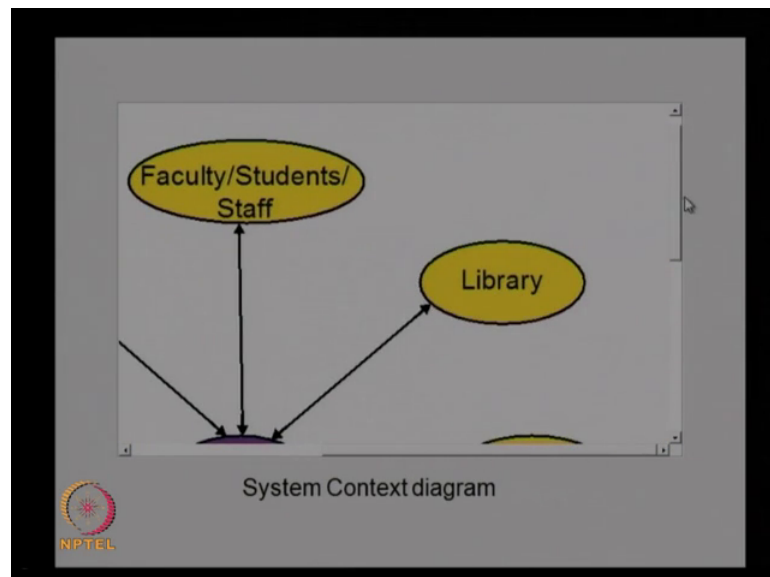 Faculty/Students/
Staff
Library
System Context diagram
NPTEL